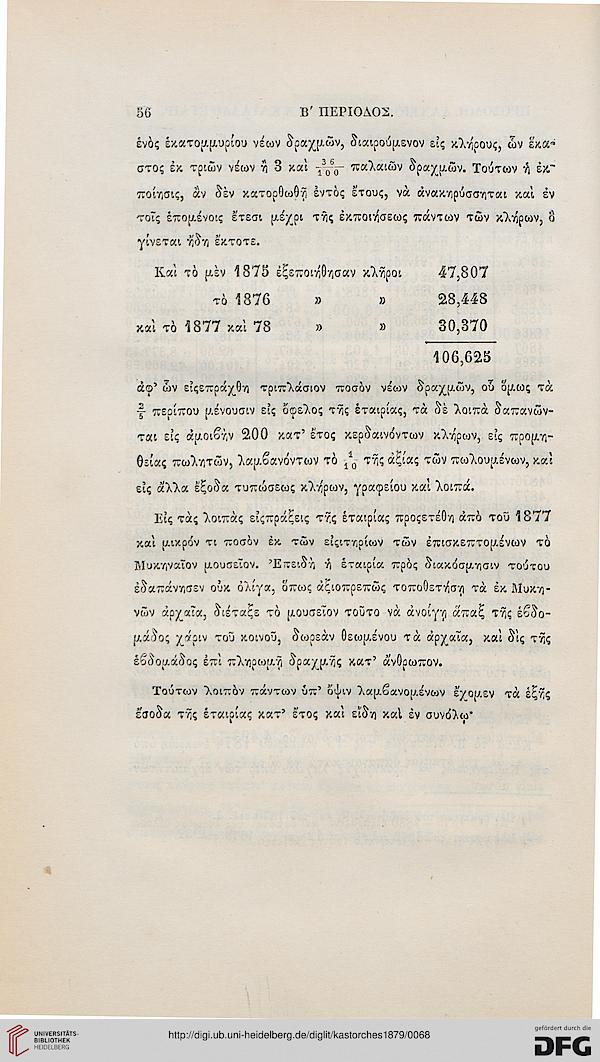 56 Β΄ ΠΕΡΙΟΔΟΣ.
ἑνὸς ἑκατομμυρίου νέων δραχμῶν, διαιρούμενον εἰς κλήρους, ὧν ἕκα-
στος ἐκ τριῶν νέων ἢ 3 καὶ 36/100 παλαιῶν δραχμῶν. Τούτων ἡ ἐκ-
ποίησις, ἂν δὲν κατορθωθῇ ἐντὸς ἔτους, νὰ ἀνακηρύσσηται καὶ ἐν
τοῖς ἑπομένοις ἔτεσι μέχρι τῆς ἐκποιήσεως πάντων τῶν κλήρων, ὃ
γίνεται ἤδη ἔκτοτε.
Καὶ τὸ μὲν 1875 ἐξεποιήθησαν κλῆροι 47,807
τὸ 1876 » » 28,448
καὶ τὸ 1877 καὶ 78 » » 30,370
106,625
ἀφ’ ὧν εἰςεπράχθη τριπλάσιον ποσὸν νέων δραχμῶν, οὗ ὅμως τὰ
2/5 περίπου μένουσιν εἰς ὄφελος τῆς ἑταιρίας, τὰ δὲ λοιπὰ δαπανῶν-
ται εἰς ἀμοιβὴν 200 κατ’ ἔτος κερδαινόντων κλήρων, εἰς προμη-
θείας πωλητῶν, λαμβανόντων τὸ 1/10 τῆς ἀξίας τῶν πωλουμένων, καὶ
εἰς ἄλλα ἔξοδα τυπώσεως κλήρων, γραφείου καὶ λοιπά.
Εἰς τὰς λοιπὰς εἰςπράξεις τῆς ἑταιρίας προςετέθη ἀπὸ τοῦ 1877
καὶ μικρόν τι ποσὸν ἐκ τῶν εἰςιτηρίων τῶν ἐπισκεπτομένων τὸ
Μυκηναῖον μουσεῖον. Ἐπειδὴ ἡ ἑταιρία πρὸς διακόσμησιν τούτου
ἐδαπάνησεν οὐκ ὀλίγα, ὅπως ἀξιοπρεπῶς τοποθετήσῃ τὰ ἐκ Μυκη-
νῶν ἀρχαῖα, διέταξε τὸ μουσεῖον τοῦτο νὰ ἀνοίγῃ ἅπαξ τῆς ἑβδο-
μάδος χάριν τοῦ κοινοῦ, δωρεὰν θεωμένου τὰ ἀρχαῖα, καὶ δὶς τῆς
ἑβδομάδος ἐπὶ πληρωμῇ δραχμῆς κατ’ ἄνθρωπον.
Τούτων λοιπὸν πάντων ὑπ’ ὄψιν λαμβανομένων ἔχομεν τὰ ἑξῆς
ἔσοδα τῆς ἑταιρίας κατ’ ἔτος καὶ εἴδη καὶ ἐν συνόλῳ·
UNIVERSITÄTS-
BIBLIOTHEK
HEIDELBERG
http://digi.ub.uni-heidelberg.de/diglit/kastorches1879/0068
gefördert durch die
DFG